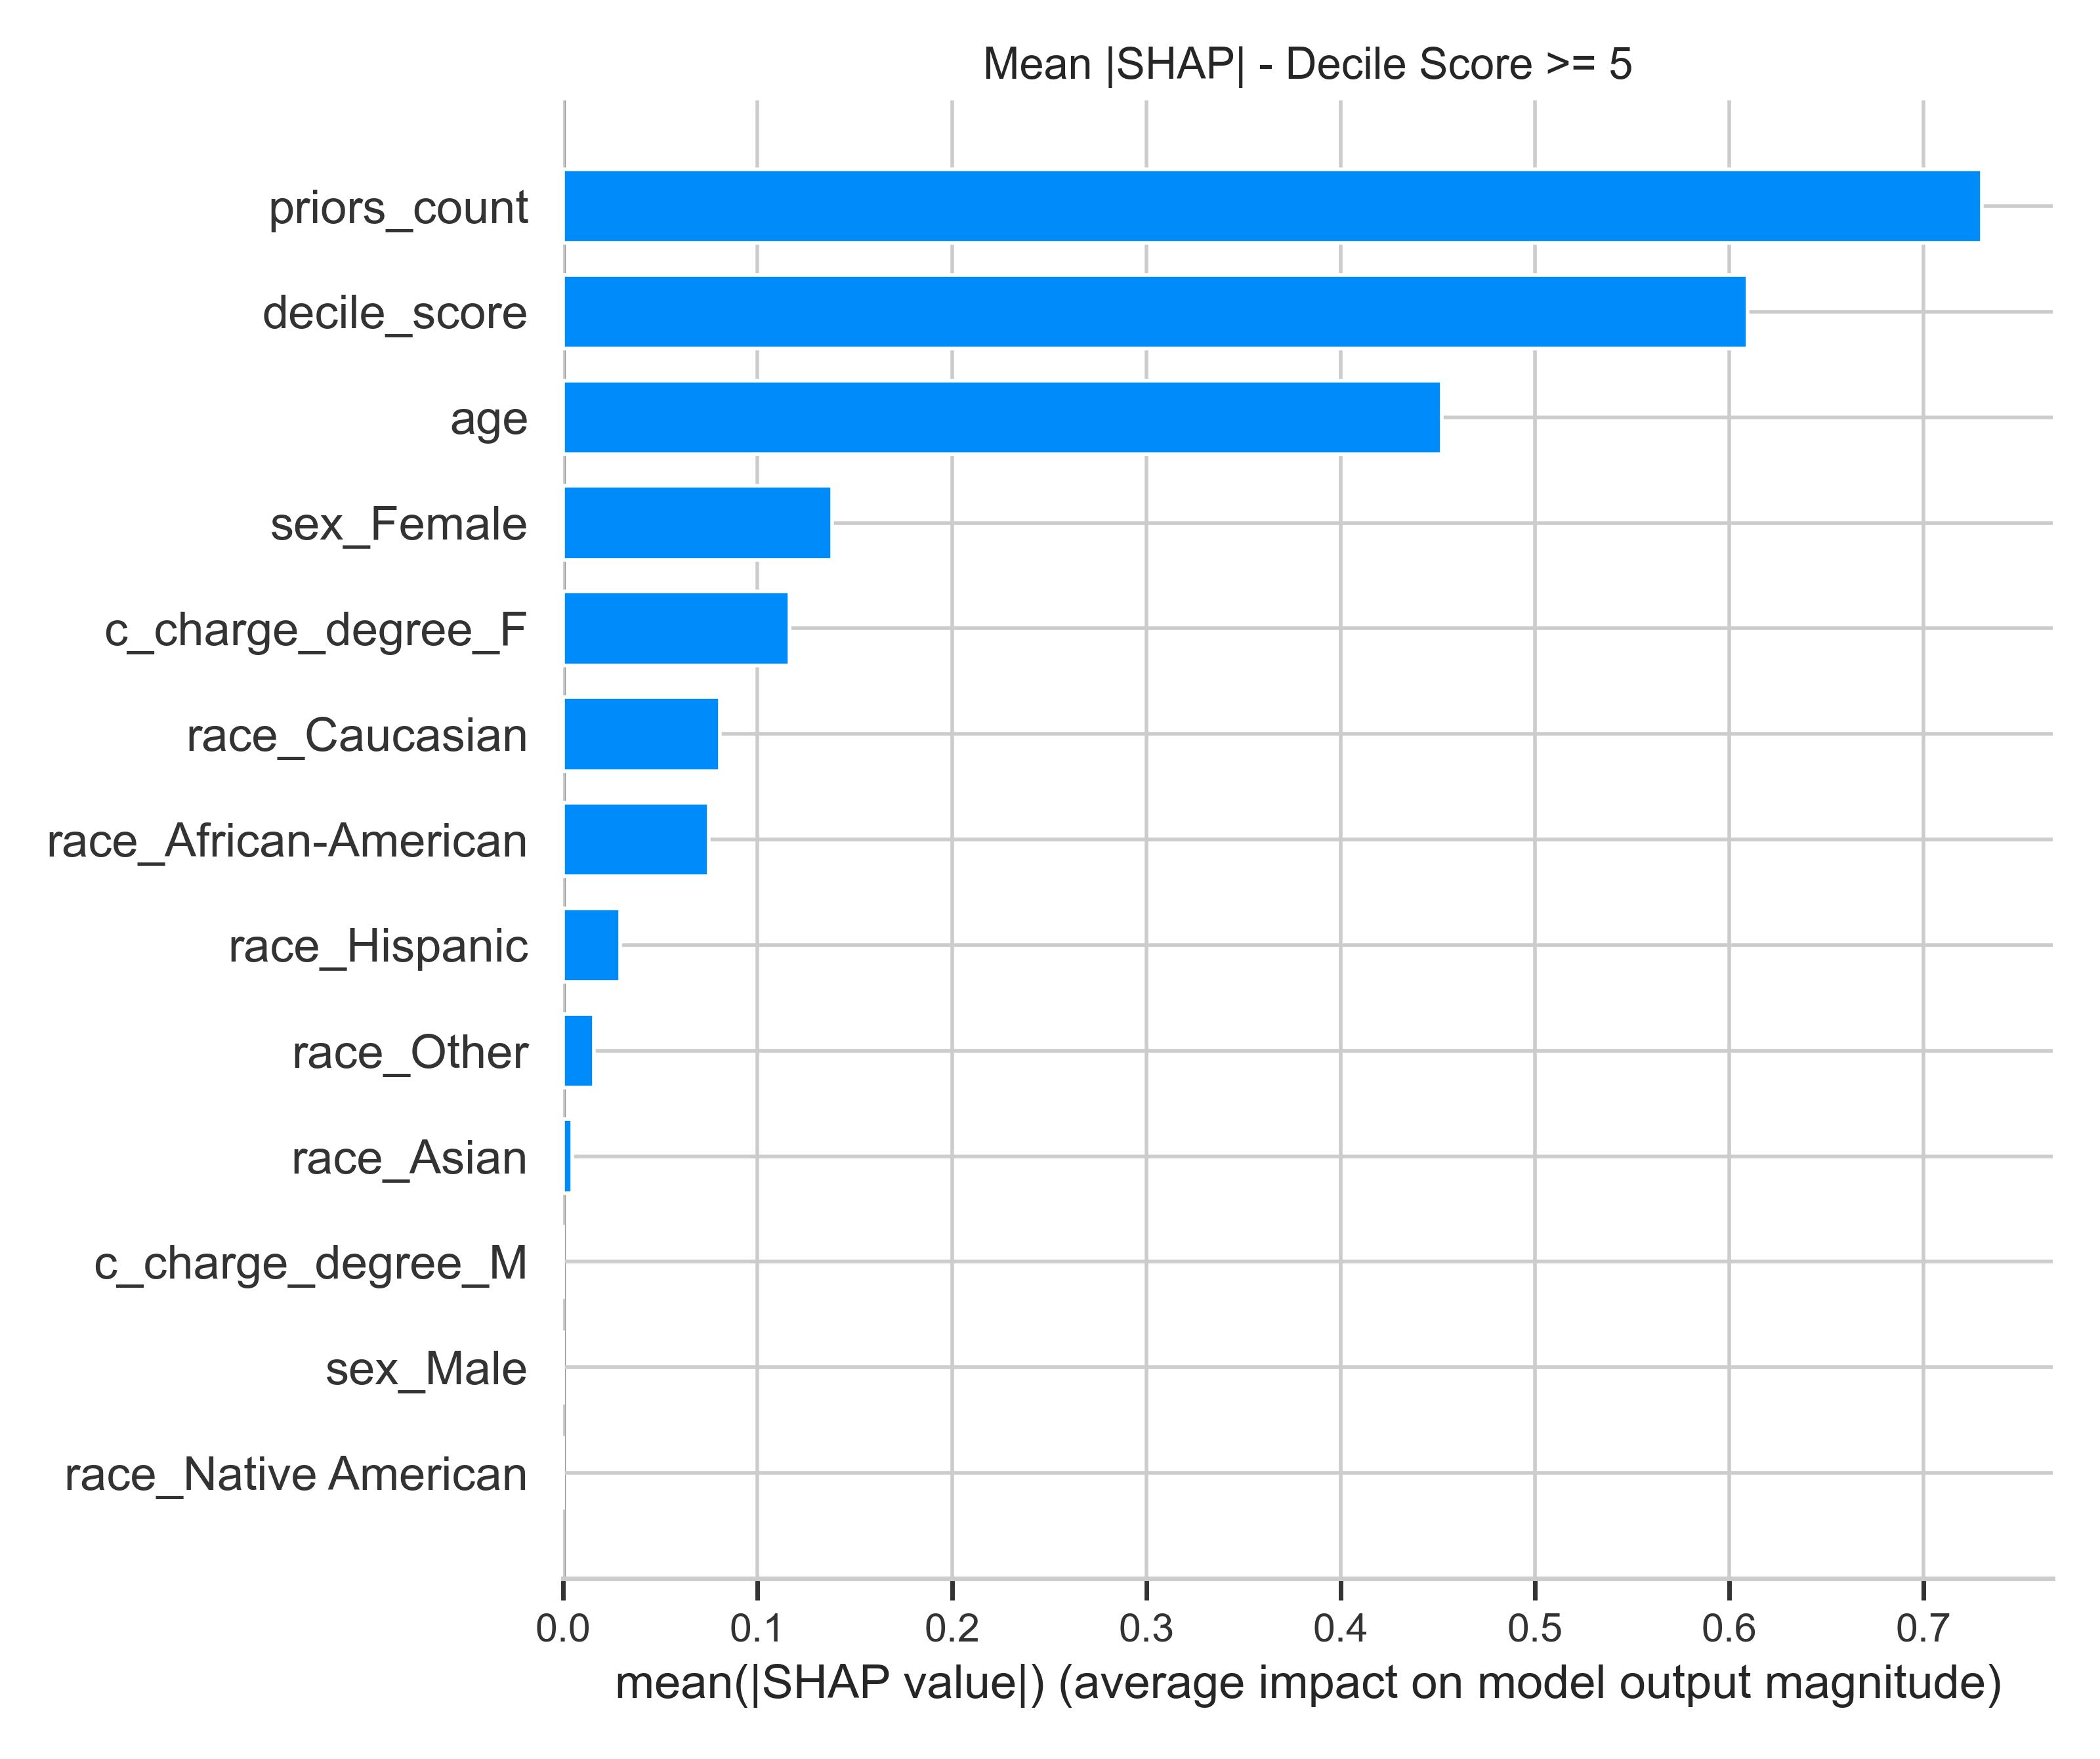 Mean |SHAP| - Decile Score >= 5
priors_count
decile_score
age
sex_Female
c_charge_degree_F
race_Caucasian
race_African-American
race_Hispanic
race_Other
race_Asian
c_charge_degree_M
sex_Male
race_Native American
0.0 0.1 0.2 0.3 0.4 0.5 0.6 0.7
mean(|SHAP value|) (average impact on model output magnitude)